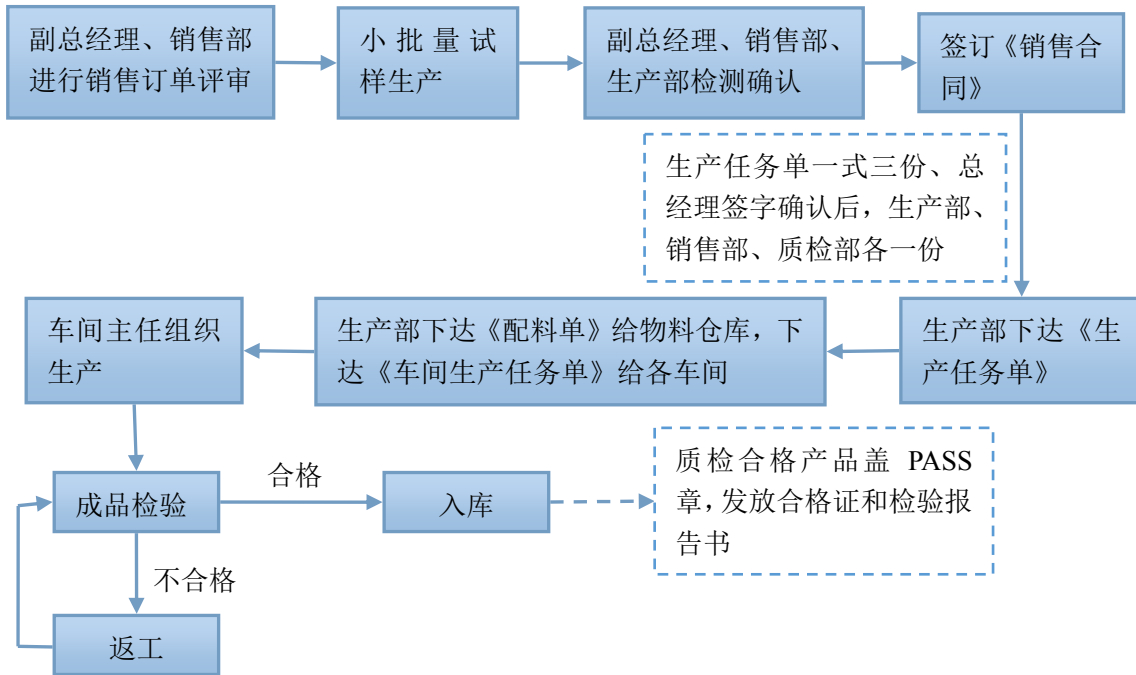 副总经理、销售部
进行销售订单评审
小批量试
样生产
副总经理、销售部、
生产部检测确认
签订《销售合
同》
生产任务单一式三份、总
经理签字确认后，生产部、
销售部、质检部各一份
车间主任组织
生产
生产部下达《配料单》给物料仓库，下
达《车间生产任务单》给各车间
生产部下达《生
产任务单》
成品检验
合格
入库
质检合格产品盖 PASS
章，发放合格证和检验报
告书
不合格
返工